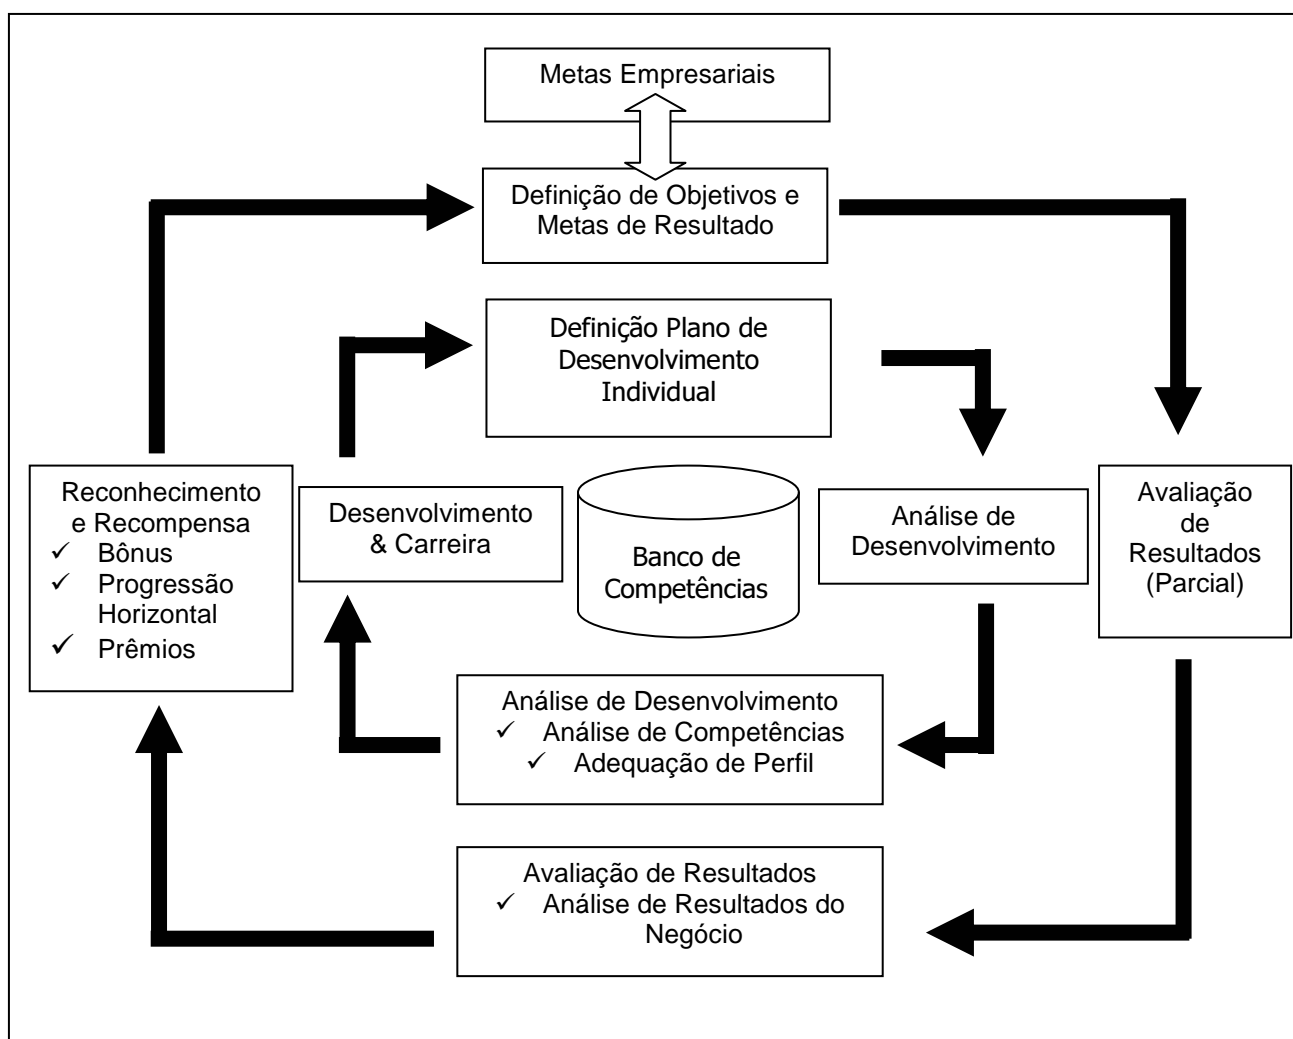 Metas Empresariais
Definição de Objetivos e
Metas de Resultado
Definição Plano de
Desenvolvimento
Individual
Reconhecimento
e Recompensa
✓ Bônus
✓ Progressão
Horizontal
✓ Prêmios
Desenvolvimento
& Carreira
Banco de
Competências
Análise de
Desenvolvimento
Avaliação
de
Resultados
(Parcial)
Análise de Desenvolvimento
✓ Análise de Competências
✓ Adequação de Perfil
Avaliação de Resultados
✓ Análise de Resultados do
Negócio